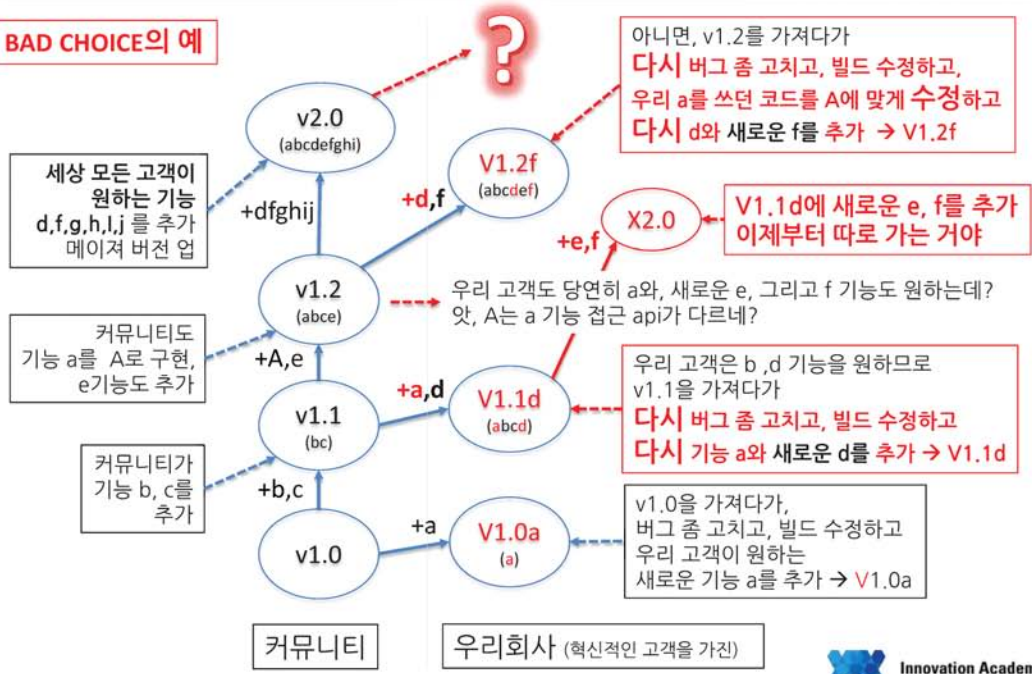 BAD CHOICE의 예
?
아니면, v1.2를 가져다가
다시 버그 좀 고치고, 빌드 수정하고,
우리 a를 쓰던 코드를 A에 맞게 수정하고
다시 d와 새로운 f를 추가 → V1.2f
v2.0
(abcdefghi)
V1.2f
(abcdef)
세상 모든 고객이
원하는 기능
d,f,g,h,I,j 를 추가
메이져 버전 업
+dfghij
+d,f
X2.0
V1.1d에 새로운 e, f를 추가
이제부터 따로 가는 거야
+e,f
v1.2
(abce)
우리 고객도 당연히 a와, 새로운 e, 그리고 f 기능도 원하는데?
앗, A는 a 기능 접근 api가 다르네?
커뮤니티도
기능 a를 A로 구현,
e기능도 추가
+A,e
+a,d
V1.1d
(abcd)
우리 고객은 b ,d 기능을 원하므로
v1.1을 가져다가
다시 버그 좀 고치고, 빌드 수정하고
다시 기능 a와 새로운 d를 추가 → V1.1d
v1.1
(bc)
커뮤니티가
기능 b, c를
추가
+b,c
+a
v1.0
V1.0a
(a)
v1.0을 가져다가,
버그 좀 고치고, 빌드 수정하고
우리 고객이 원하는
새로운 기능 a를 추가 → V1.0a
커뮤니티
우리회사 (혁신적인 고객을 가진)
Innovation Academ